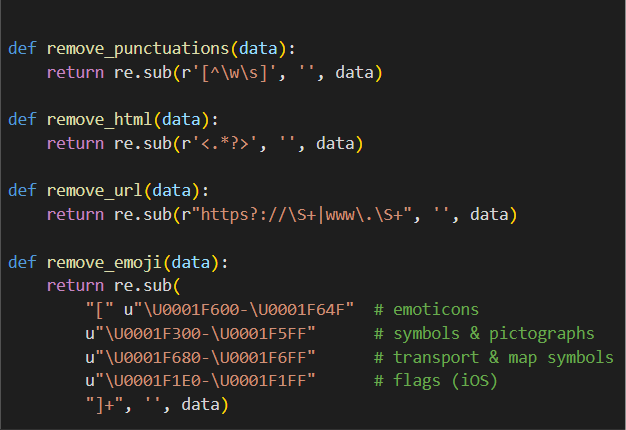 def remove_punctuations(data):
    return re.sub(r'[^\w\s]', '', data)
def remove_html(data):
    return re.sub(r'<.*?>', '', data)
def remove_url(data):
    return re.sub(r"https?://\S+|www\.\S+", '', data)
def remove_emoji(data):
    return re.sub(
        "[" u"\U0001F600-\U0001F64F"  # emoticons
        u"\U0001F300-\U0001F5FF"      # symbols & pictographs
        u"\U0001F680-\U0001F6FF"      # transport & map symbols
        u"\U0001F1E0-\U0001F1FF"      # flags (iOS)
        "]+", '', data)